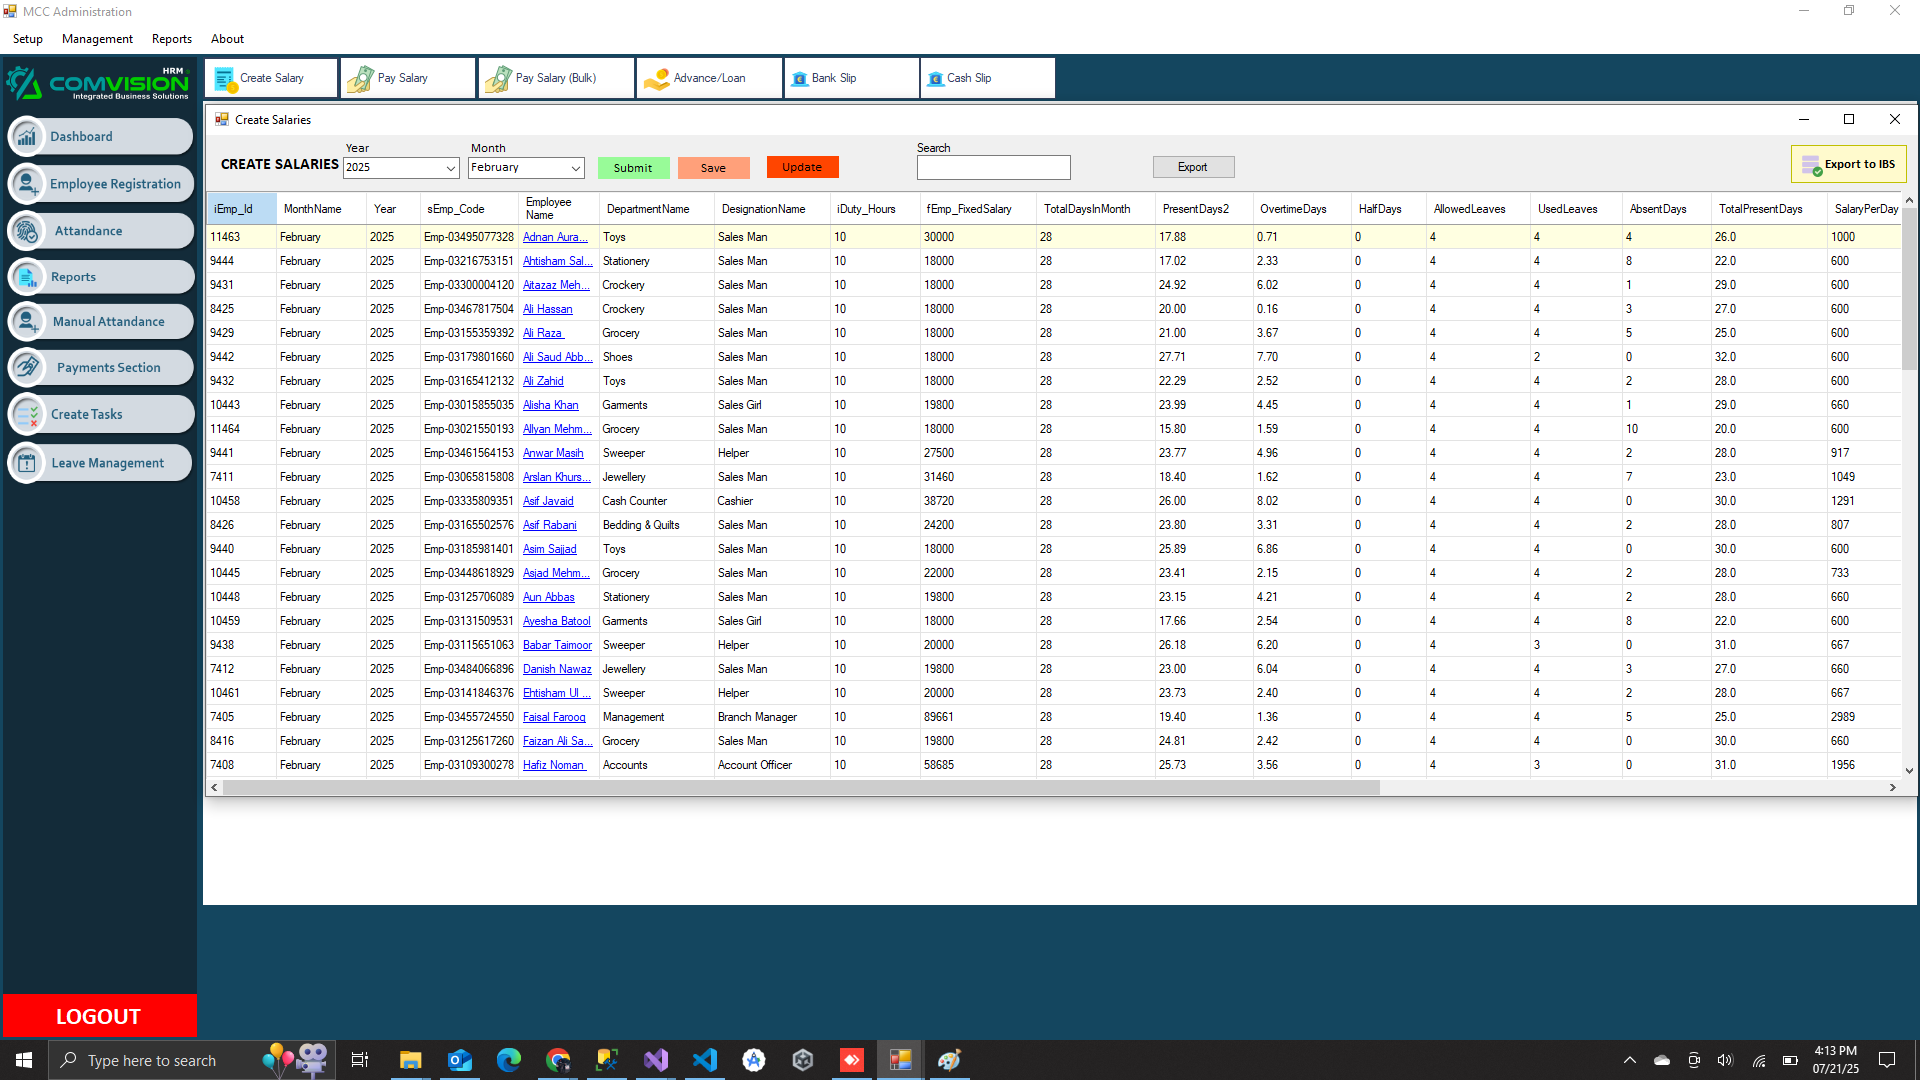 MCC Administration
Setup Management Reports About
HRM
COMVISION
Integrated Business Solutions
Create Salary Pay Salary Pay Salary (Bulk) Advance/Loan Bank Slip Cash Slip
Dashboard
Employee Registration
Attandance
Reports
Manual Attandance
Payments Section
Create Tasks
Leave Management
LOGOUT
Create Salaries
CREATE SALARIES Year 2025 Month February Submit Save Update Search Export Export to IBS
iEmp_Id MonthName Year sEmp_Code Employee Name DepartmentName DesignationName iDuty_Hours fEmp_FixedSalary TotalDaysInMonth PresentDays2 OvertimeDays HalfDays AllowedLeaves UsedLeaves AbsentDays TotalPresentDays SalaryPerDay
11463 February 2025 Emp-03495077328 Adnan Aura... Toys Sales Man 10 30000 28 17.88 0.71 0 4 4 4 26.0 1000
9444 February 2025 Emp-03216753151 Ahtisham Sal... Stationery Sales Man 10 18000 28 17.02 2.33 0 4 4 8 22.0 600
9431 February 2025 Emp-03300004120 Aitazaz Meh... Crockery Sales Man 10 18000 28 24.92 6.02 0 4 4 1 29.0 600
8425 February 2025 Emp-03467817504 Ali Hassan Crockery Sales Man 10 18000 28 20.00 0.16 0 4 4 3 27.0 600
9429 February 2025 Emp-03155359392 Ali Raza Grocery Sales Man 10 18000 28 21.00 3.67 0 4 4 5 25.0 600
9442 February 2025 Emp-03179801660 Ali Saud Abb... Shoes Sales Man 10 18000 28 27.71 7.70 0 4 2 0 32.0 600
9432 February 2025 Emp-03165412132 Ali Zahid Toys Sales Man 10 18000 28 22.29 2.52 0 4 4 2 28.0 600
10443 February 2025 Emp-03015855035 Alisha Khan Garments Sales Girl 10 19800 28 23.99 4.45 0 4 4 1 29.0 660
11464 February 2025 Emp-03021550193 Allyan Mehm... Grocery Sales Man 10 18000 28 15.80 1.59 0 4 4 10 20.0 600
9441 February 2025 Emp-03461564153 Anwar Masih Sweeper Helper 10 27500 28 23.77 4.96 0 4 4 2 28.0 917
7411 February 2025 Emp-03065815808 Arslan Khurs... Jewellery Sales Man 10 31460 28 18.40 1.62 0 4 4 7 23.0 1049
10458 February 2025 Emp-03335809351 Asif Javaid Cash Counter Cashier 10 38720 28 26.00 8.02 0 4 4 0 30.0 1291
8426 February 2025 Emp-03165502576 Asif Rabani Bedding & Quilts Sales Man 10 24200 28 23.80 3.31 0 4 4 2 28.0 807
9440 February 2025 Emp-03185981401 Asim Sajjad Toys Sales Man 10 18000 28 25.89 6.86 0 4 4 0 30.0 600
10445 February 2025 Emp-03448618929 Asjad Mehm... Grocery Sales Man 10 22000 28 23.41 2.15 0 4 4 2 28.0 733
10448 February 2025 Emp-03125706089 Aun Abbas Stationery Sales Man 10 19800 28 23.15 4.21 0 4 4 2 28.0 660
10459 February 2025 Emp-03131509531 Ayesha Batool Garments Sales Girl 10 18000 28 17.66 2.54 0 4 4 8 22.0 600
9438 February 2025 Emp-03115651063 Babar Taimoor Sweeper Helper 10 20000 28 26.18 6.20 0 4 3 0 31.0 667
7412 February 2025 Emp-03484066896 Danish Nawaz Jewellery Sales Man 10 19800 28 23.00 6.04 0 4 4 3 27.0 660
10461 February 2025 Emp-03141846376 Ehtisham Ul ... Sweeper Helper 10 20000 28 23.73 2.40 0 4 4 2 28.0 667
7405 February 2025 Emp-03455724550 Faisal Farooq Management Branch Manager 10 89661 28 19.40 1.36 0 4 4 5 25.0 2989
8416 February 2025 Emp-03125617260 Faizan Ali Sa... Grocery Sales Man 10 19800 28 24.81 2.42 0 4 4 0 30.0 660
7408 February 2025 Emp-03109300278 Hafiz Noman Accounts Account Officer 10 58685 28 25.73 3.56 0 4 3 0 31.0 1956
Type here to search
4:13 PM
07/21/25